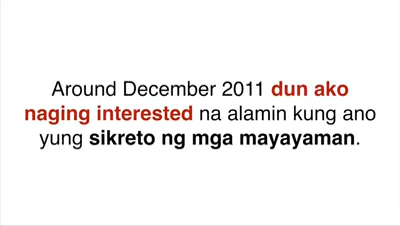 Around December 2011 dun ako
naging interested na alamin kung ano
yung sikreto ng mga mayayaman.